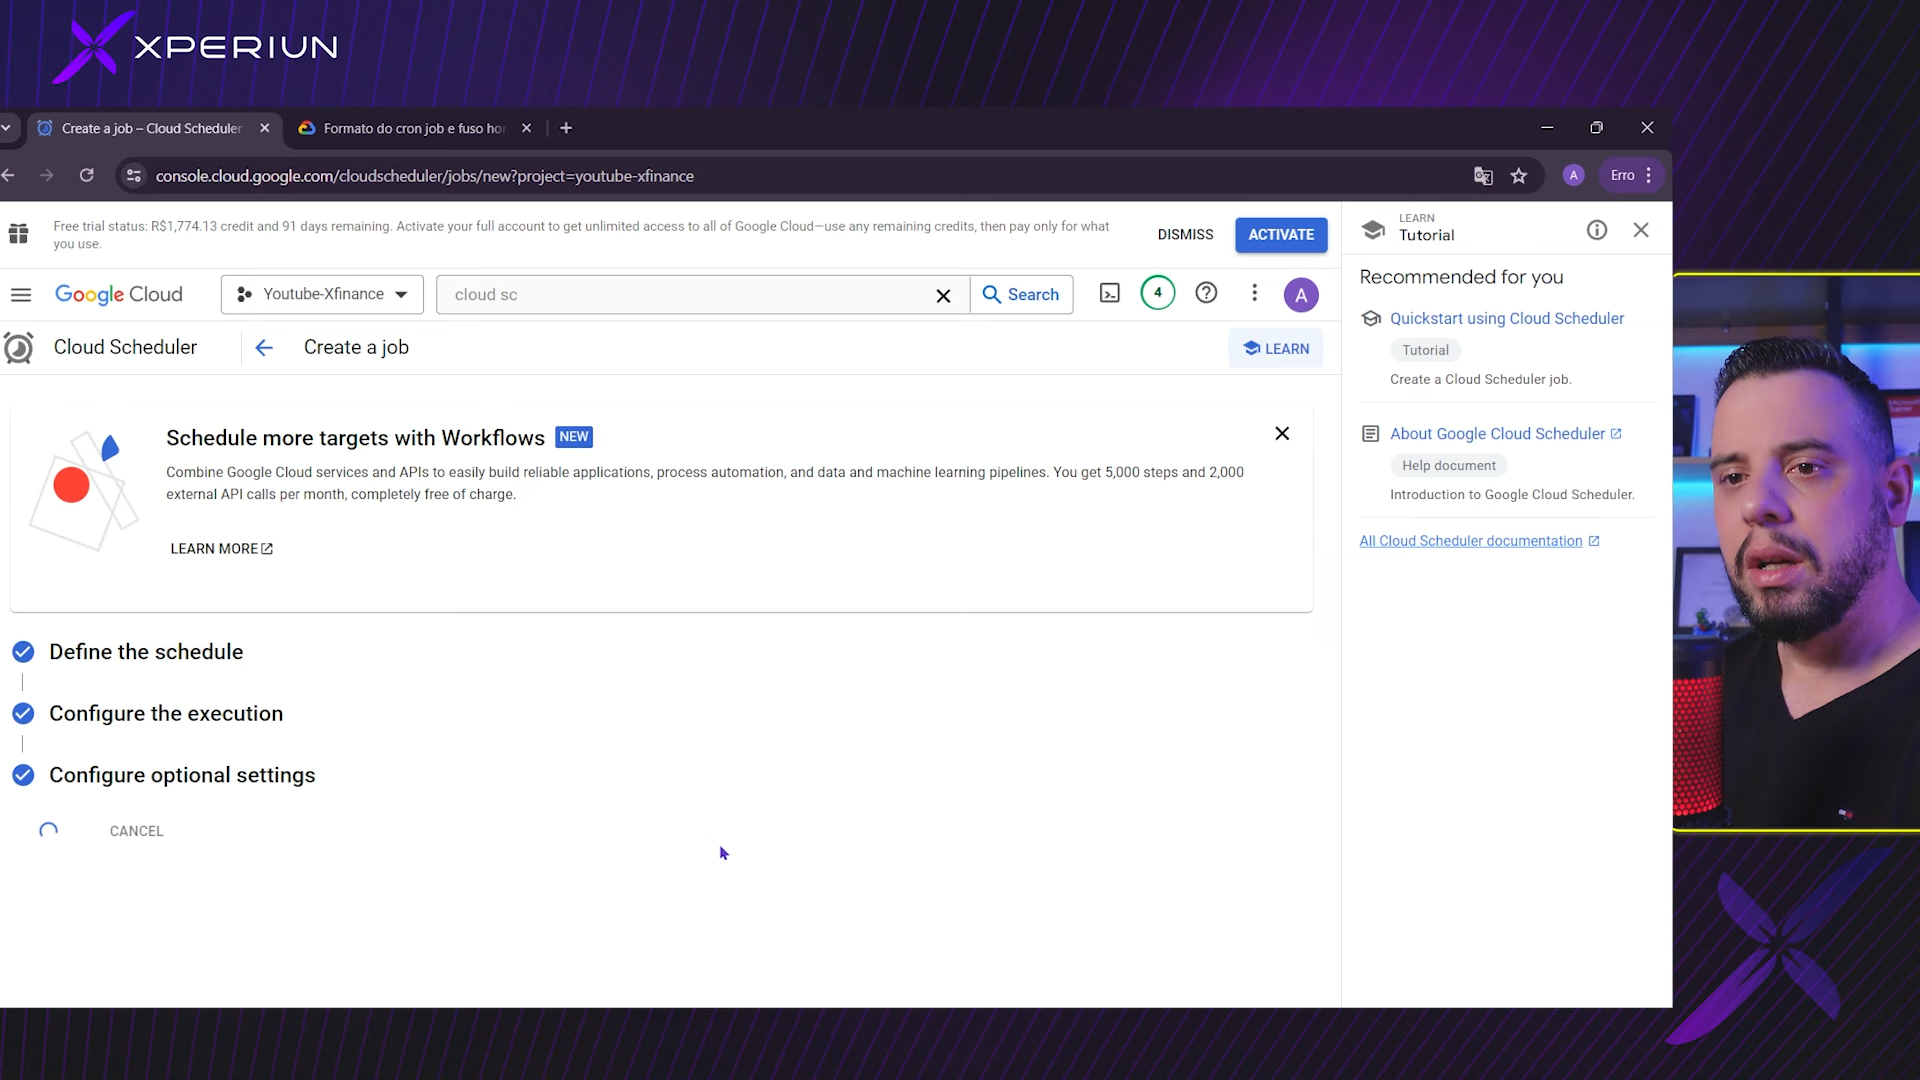 XPERIUN
Create a job – Cloud Scheduler
Formato do cron job e fuso hor
console.cloud.google.com/cloudscheduler/jobs/new?project=youtube-xfinance
A
Erro
Free trial status: R$1,774.13 credit and 91 days remaining. Activate your full account to get unlimited access to all of Google Cloud—use any remaining credits, then pay only for what
you use.
DISMISS
ACTIVATE
LEARN
Tutorial
Google Cloud
Youtube-Xfinance
cloud sc
Search
4
A
Cloud Scheduler
Create a job
LEARN
Recommended for you
Quickstart using Cloud Scheduler
Tutorial
Create a Cloud Scheduler job.
About Google Cloud Scheduler
Help document
Introduction to Google Cloud Scheduler.
All Cloud Scheduler documentation
Schedule more targets with Workflows NEW
Combine Google Cloud services and APIs to easily build reliable applications, process automation, and data and machine learning pipelines. You get 5,000 steps and 2,000
external API calls per month, completely free of charge.
LEARN MORE
Define the schedule
Configure the execution
Configure optional settings
CANCEL